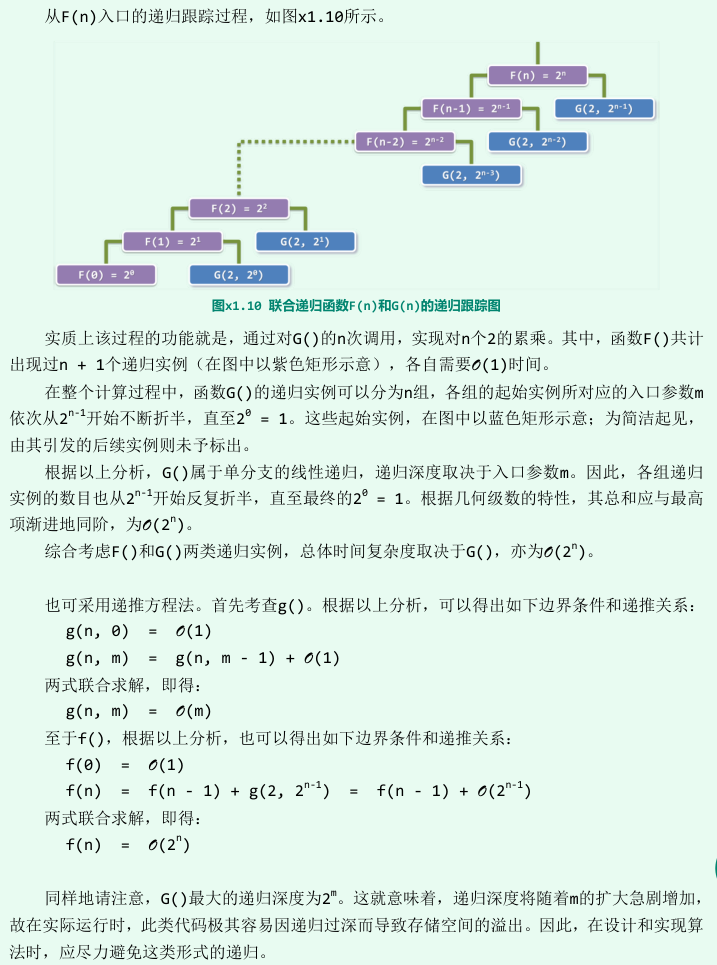 从F(n)入口的递归跟踪过程，如图x1.10所示。
F(n) = 2ⁿ
F(n-1) = 2ⁿ⁻¹
G(2, 2ⁿ⁻¹)
F(n-2) = 2ⁿ⁻²
G(2, 2ⁿ⁻²)
G(2, 2ⁿ⁻³)
F(2) = 2²
F(1) = 2¹
G(2, 2¹)
F(0) = 2⁰
G(2, 2⁰)
图x1.10 联合递归函数F(n)和G(n)的递归跟踪图
实质上该过程的功能就是，通过对G()的n次调用，实现对n个2的累乘。其中，函数F()共计
出现过n + 1个递归实例（在图中以紫色矩形示意），各自需要𝒪(1)时间。
在整个计算过程中，函数G()的递归实例可以分为n组，各组的起始实例所对应的入口参数m
依次从2ⁿ⁻¹开始不断折半，直至2⁰ = 1。这些起始实例，在图中以蓝色矩形示意；为简洁起见，
由其引发的后续实例则未予标出。
根据以上分析，G()属于单分支的线性递归，递归深度取决于入口参数m。因此，各组递归
实例的数目也从2ⁿ⁻¹开始反复折半，直至最终的2⁰ = 1。根据几何级数的特性，其总和应与最高
项渐进地同阶，为𝒪(2ⁿ)。
综合考虑F()和G()两类递归实例，总体时间复杂度取决于G()，亦为𝒪(2ⁿ)。
也可采用递推方程法。首先考查g()。根据以上分析，可以得出如下边界条件和递推关系：
g(n, 0) = 𝒪(1)
g(n, m) = g(n, m - 1) + 𝒪(1)
两式联合求解，即得：
g(n, m) = 𝒪(m)
至于f()，根据以上分析，也可以得出如下边界条件和递推关系：
f(0) = 𝒪(1)
f(n) = f(n - 1) + g(2, 2ⁿ⁻¹) = f(n - 1) + 𝒪(2ⁿ⁻¹)
两式联合求解，即得：
f(n) = 𝒪(2ⁿ)
同样地请注意，G()最大的递归深度为2ᵐ。这就意味着，递归深度将随着m的扩大急剧增加，
故在实际运行时，此类代码极其容易因递归过深而导致存储空间的溢出。因此，在设计和实现算
法时，应尽力避免这类形式的递归。